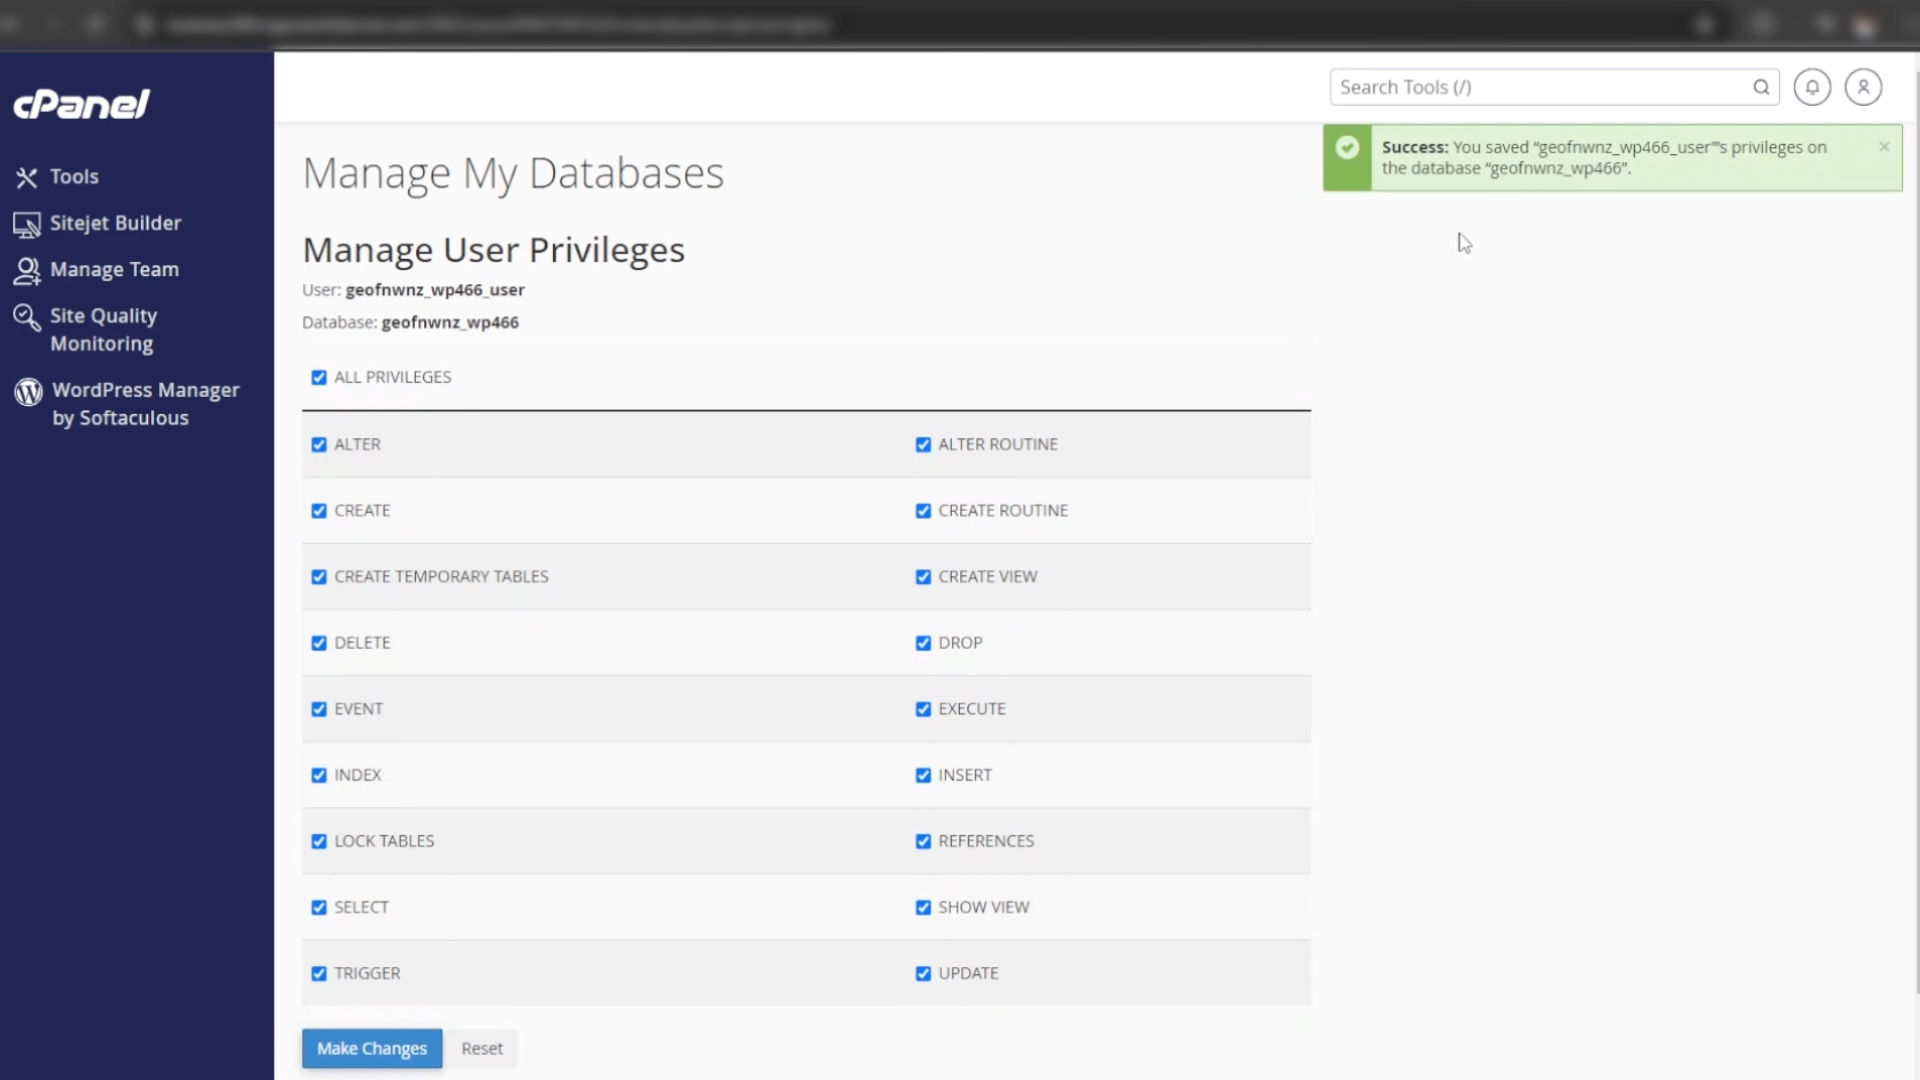 cPanel
Search Tools (/)
Tools
Sitejet Builder
Manage Team
Site Quality
Monitoring
WordPress Manager
by Softaculous
Success: You saved “geofnwnz_wp466_user”'s privileges on
the database “geofnwnz_wp466”.
Manage My Databases
Manage User Privileges
User: geofnwnz_wp466_user
Database: geofnwnz_wp466
ALL PRIVILEGES
ALTER
ALTER ROUTINE
CREATE
CREATE ROUTINE
CREATE TEMPORARY TABLES
CREATE VIEW
DELETE
DROP
EVENT
EXECUTE
INDEX
INSERT
LOCK TABLES
REFERENCES
SELECT
SHOW VIEW
TRIGGER
UPDATE
Make Changes
Reset